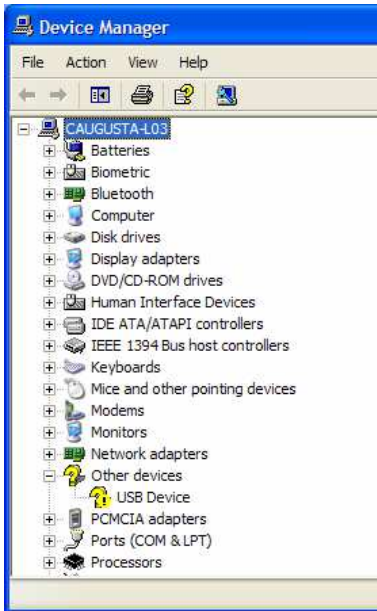 Device Manager
File Action View Help
CAUGUSTA-L03
Batteries
Biometric
Bluetooth
Computer
Disk drives
Display adapters
DVD/CD-ROM drives
Human Interface Devices
IDE ATA/ATAPI controllers
IEEE 1394 Bus host controllers
Keyboards
Mice and other pointing devices
Modems
Monitors
Network adapters
Other devices
USB Device
PCMCIA adapters
Ports (COM & LPT)
Processors